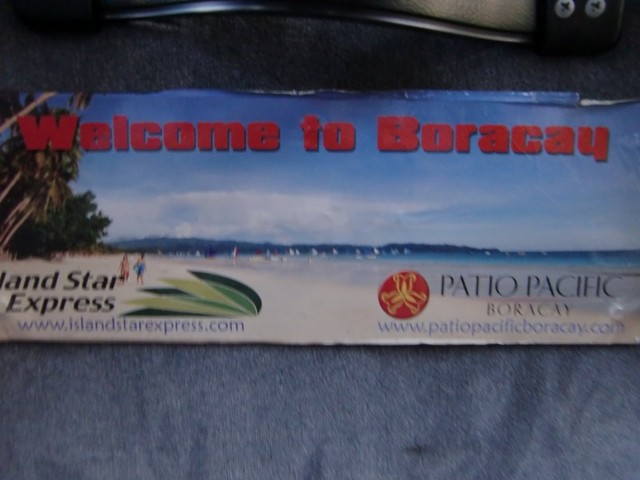 Welcome to Boracay
land Star
Express
www.islandstarexpress.com
PATIO PACIFIC
BORACAY
www.patiopacificboracay.com